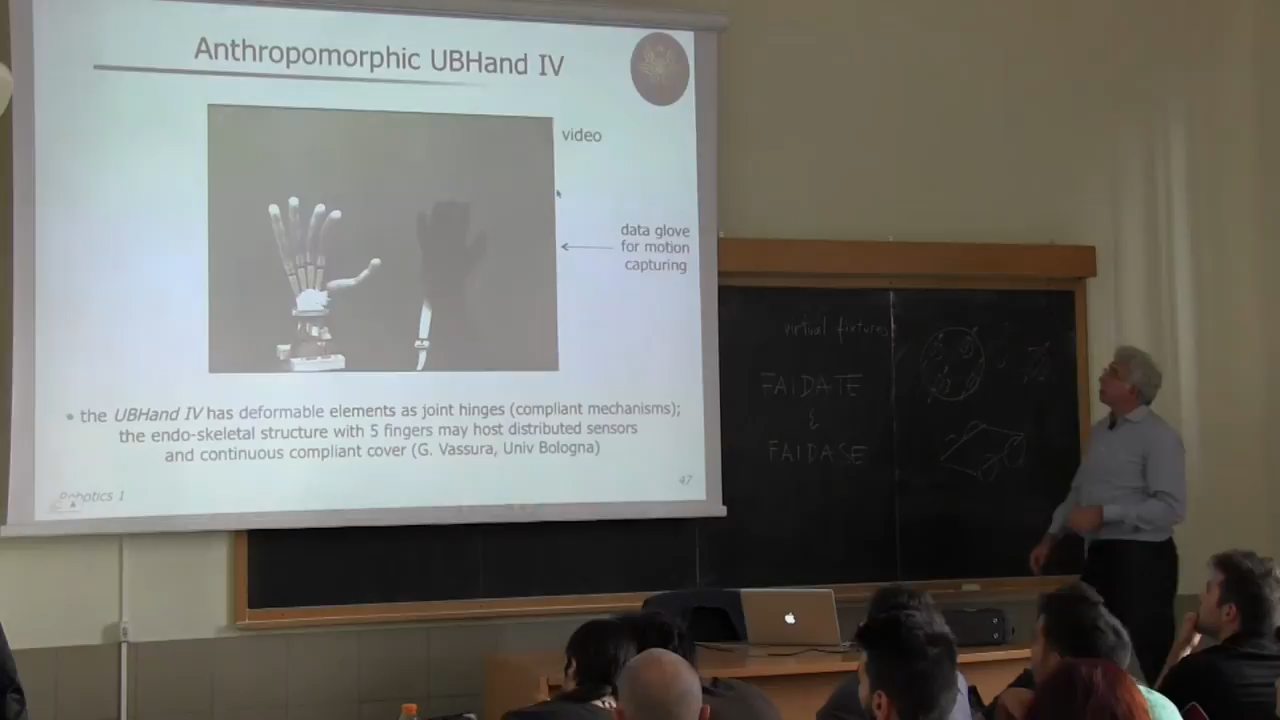 Anthropomorphic UBHand IV
video
data glove
for motion
capturing
• the UBHand IV has deformable elements as joint hinges (compliant mechanisms);
the endo-skeletal structure with 5 fingers may host distributed sensors
and continuous compliant cover (G. Vassura, Univ Bologna)
Robotics 1
47
virtual fixtures
FAIDATE
&
FAIDASE